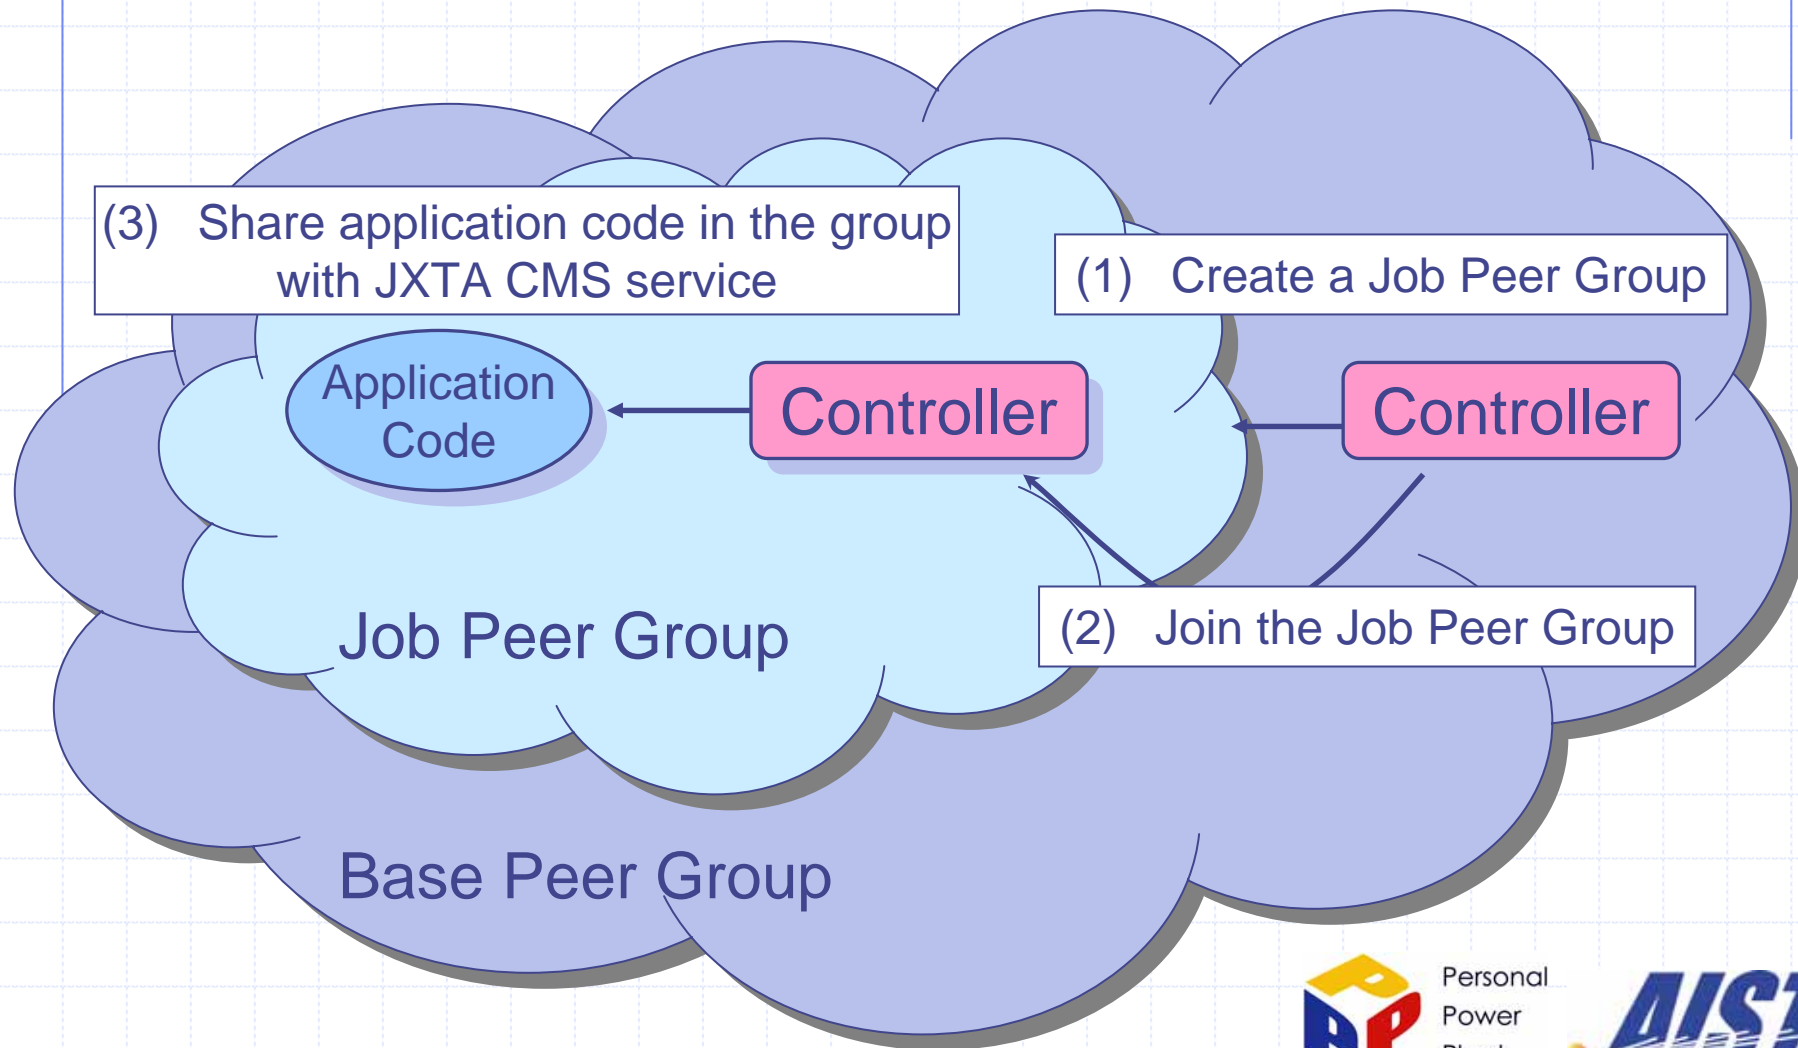 (3) Share application code in the group
with JXTA CMS service
(1) Create a Job Peer Group
Application
Code
Controller
Controller
Job Peer Group
(2) Join the Job Peer Group
Base Peer Group
Personal
Power
AIST